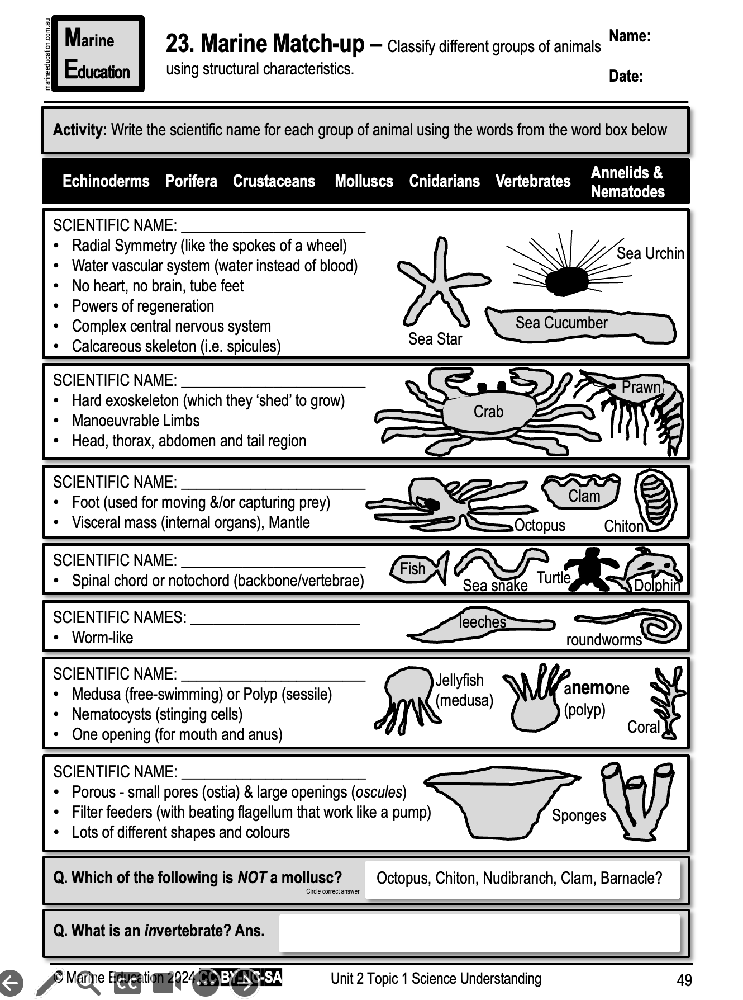 marineeducation.com.au
Marine
Education
23. Marine Match-up – Classify different groups of animals
using structural characteristics.
Name:
Date:
Activity: Write the scientific name for each group of animal using the words from the word box below
Echinoderms Porifera Crustaceans Molluscs Cnidarians Vertebrates Annelids &
Nematodes
SCIENTIFIC NAME: ________________________
• Radial Symmetry (like the spokes of a wheel)
• Water vascular system (water instead of blood)
• No heart, no brain, tube feet
• Powers of regeneration
• Complex central nervous system
• Calcareous skeleton (i.e. spicules)
Sea Urchin
Sea Cucumber
Sea Star
SCIENTIFIC NAME: ________________________
• Hard exoskeleton (which they ‘shed’ to grow)
• Manoeuvrable Limbs
• Head, thorax, abdomen and tail region
Crab
Prawn
SCIENTIFIC NAME: ________________________
• Foot (used for moving &/or capturing prey)
• Visceral mass (internal organs), Mantle
Octopus
Clam
Chiton
SCIENTIFIC NAME: ________________________
• Spinal chord or notochord (backbone/vertebrae)
Fish
Sea snake
Turtle
Dolphin
SCIENTIFIC NAMES: ______________________
• Worm-like
leeches
roundworms
SCIENTIFIC NAME: ________________________
• Medusa (free-swimming) or Polyp (sessile)
• Nematocysts (stinging cells)
• One opening (for mouth and anus)
Jellyfish
(medusa)
anemone
(polyp)
Coral
SCIENTIFIC NAME: ________________________
• Porous - small pores (ostia) & large openings (oscules)
• Filter feeders (with beating flagellum that work like a pump)
• Lots of different shapes and colours
Sponges
Q. Which of the following is NOT a mollusc?
Circle correct answer
Octopus, Chiton, Nudibranch, Clam, Barnacle?
Q. What is an invertebrate? Ans.
© Marine Education 2024 CC BY-NC-SA
CC
Unit 2 Topic 1 Science Understanding
49